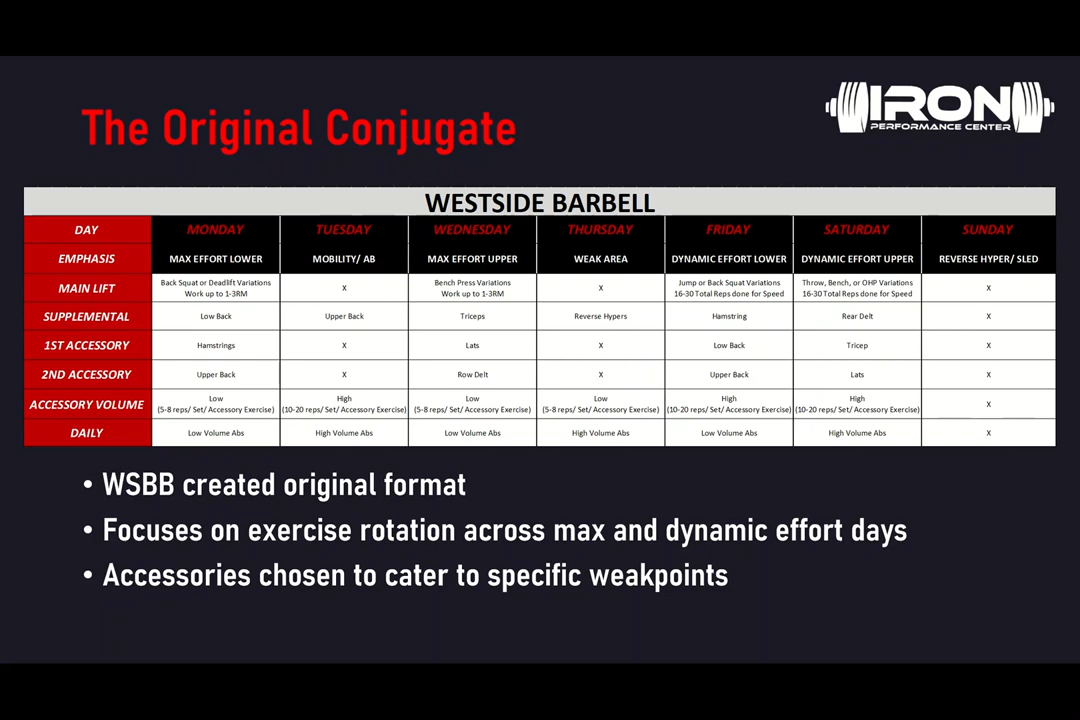 The Original Conjugate
IRON
PERFORMANCE CENTER
WESTSIDE BARBELL
DAY MONDAY TUESDAY WEDNESDAY THURSDAY FRIDAY SATURDAY SUNDAY
EMPHASIS MAX EFFORT LOWER MOBILITY/ AB MAX EFFORT UPPER WEAK AREA DYNAMIC EFFORT LOWER DYNAMIC EFFORT UPPER REVERSE HYPER/ SLED
MAIN LIFT Back Squat or Deadlift Variations Work up to 1-3RM X Bench Press Variations Work up to 1-3RM X Jump or Back Squat Variations 16-30 Total Reps done for Speed Throw, Bench, or OHP Variations 16-30 Total Reps done for Speed X
SUPPLEMENTAL Low Back Upper Back Triceps Reverse Hypers Hamstring Rear Delt X
1ST ACCESSORY Hamstrings X Lats X Low Back Tricep X
2ND ACCESSORY Upper Back X Row Delt X Upper Back Lats X
ACCESSORY VOLUME Low (5-8 reps/ Set/ Accessory Exercise) High (10-20 reps/ Set/ Accessory Exercise) Low (5-8 reps/ Set/ Accessory Exercise) Low (5-8 reps/ Set/ Accessory Exercise) High (10-20 reps/ Set/ Accessory Exercise) High (10-20 reps/ Set/ Accessory Exercise) X
DAILY Low Volume Abs High Volume Abs Low Volume Abs High Volume Abs Low Volume Abs High Volume Abs X
• WSBB created original format
• Focuses on exercise rotation across max and dynamic effort days
• Accessories chosen to cater to specific weakpoints